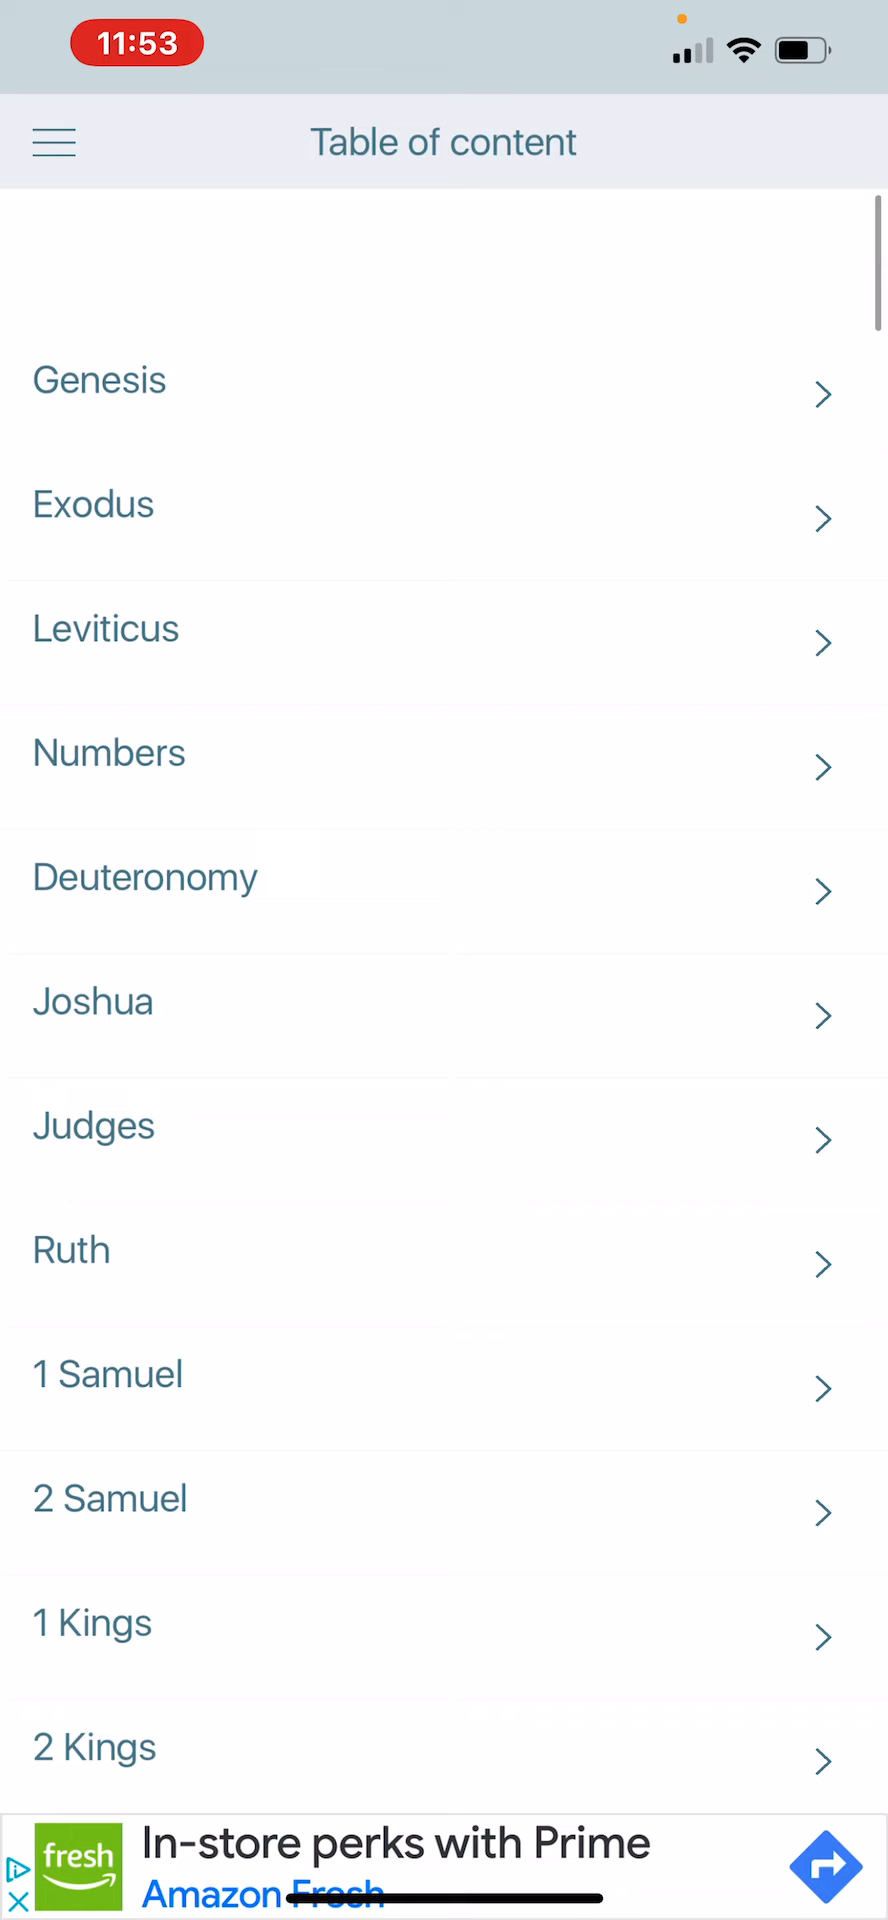 11:53
Table of content
Genesis
Exodus
Leviticus
Numbers
Deuteronomy
Joshua
Judges
Ruth
1 Samuel
2 Samuel
1 Kings
2 Kings
fresh
In-store perks with Prime
Amazon Fresh